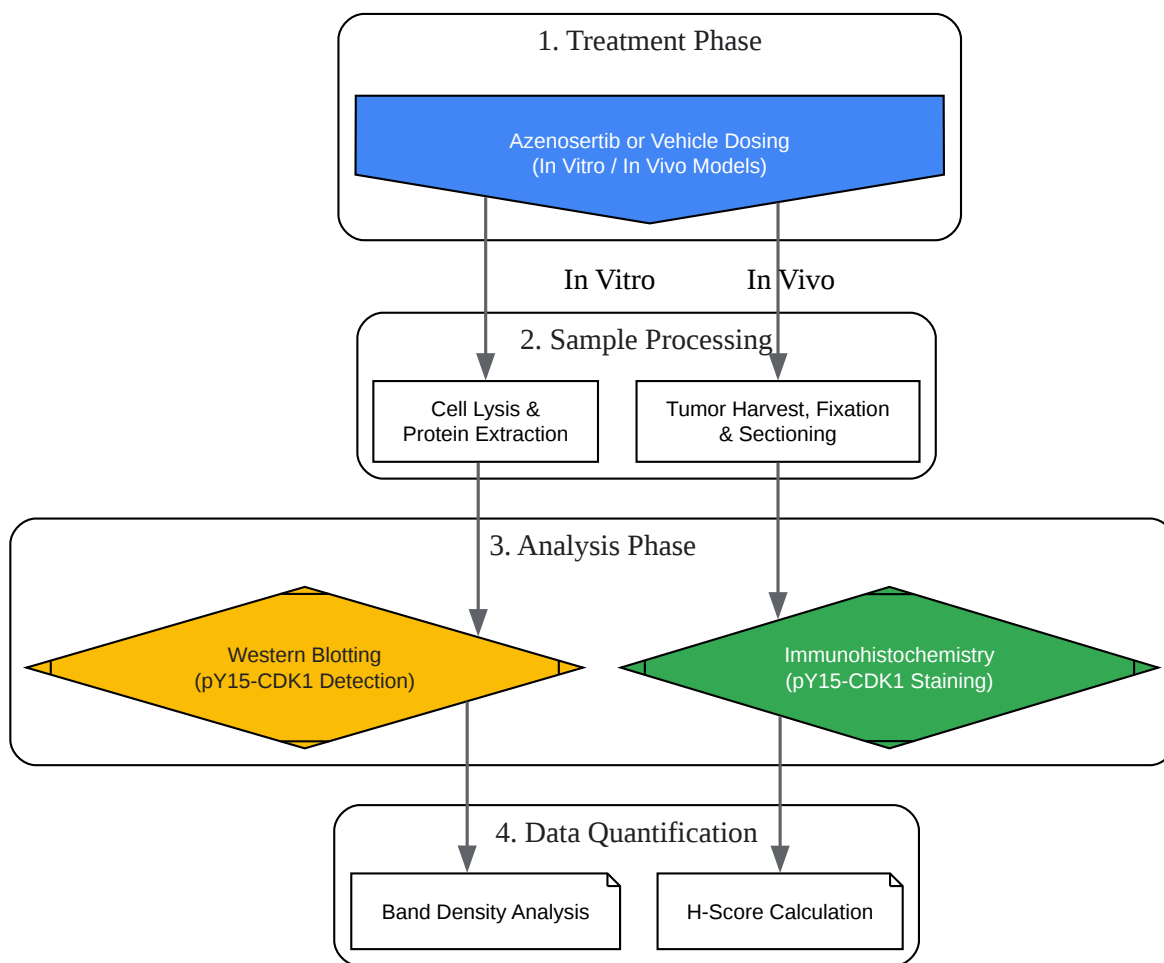 1. Treatment Phase
Azenosertib or Vehicle Dosing
(In Vitro / In Vivo Models)
In Vitro
In Vivo
2. Sample Processing
Cell Lysis &
Protein Extraction
Tumor Harvest, Fixation
& Sectioning
3. Analysis Phase
Western Blotting
(pY15-CDK1 Detection)
Immunohistochemistry
(pY15-CDK1 Staining)
4. Data Quantification
Band Density Analysis
H-Score Calculation